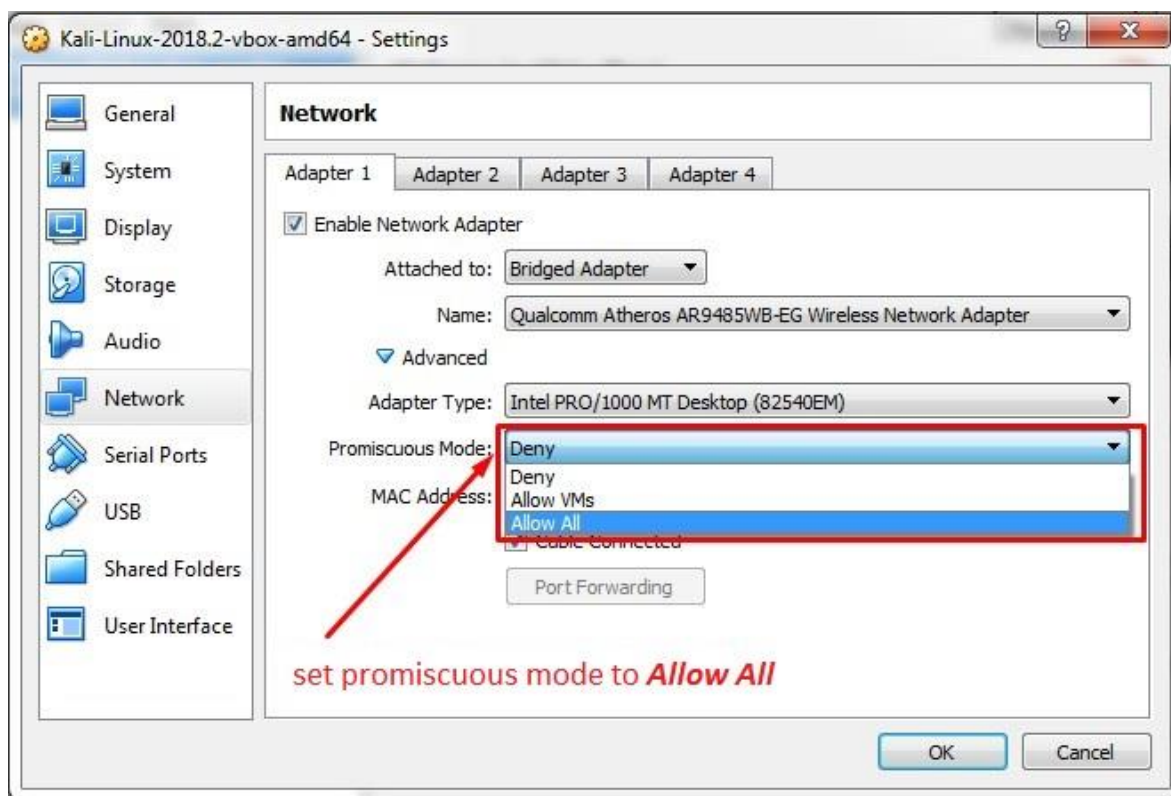 Kali-Linux-2018.2-vbox-amd64 - Settings
?
X
General
System
Display
Storage
Audio
Network
Serial Ports
USB
Shared Folders
User Interface
Network
Adapter 1 Adapter 2 Adapter 3 Adapter 4
Enable Network Adapter
Attached to: Bridged Adapter
Name: Qualcomm Atheros AR9485WB-EG Wireless Network Adapter
Advanced
Adapter Type: Intel PRO/1000 MT Desktop (82540EM)
Promiscuous Mode: Deny
Deny
MAC Address: Allow VMs
Allow All
Cable Connected
Port Forwarding
set promiscuous mode to Allow All
OK Cancel